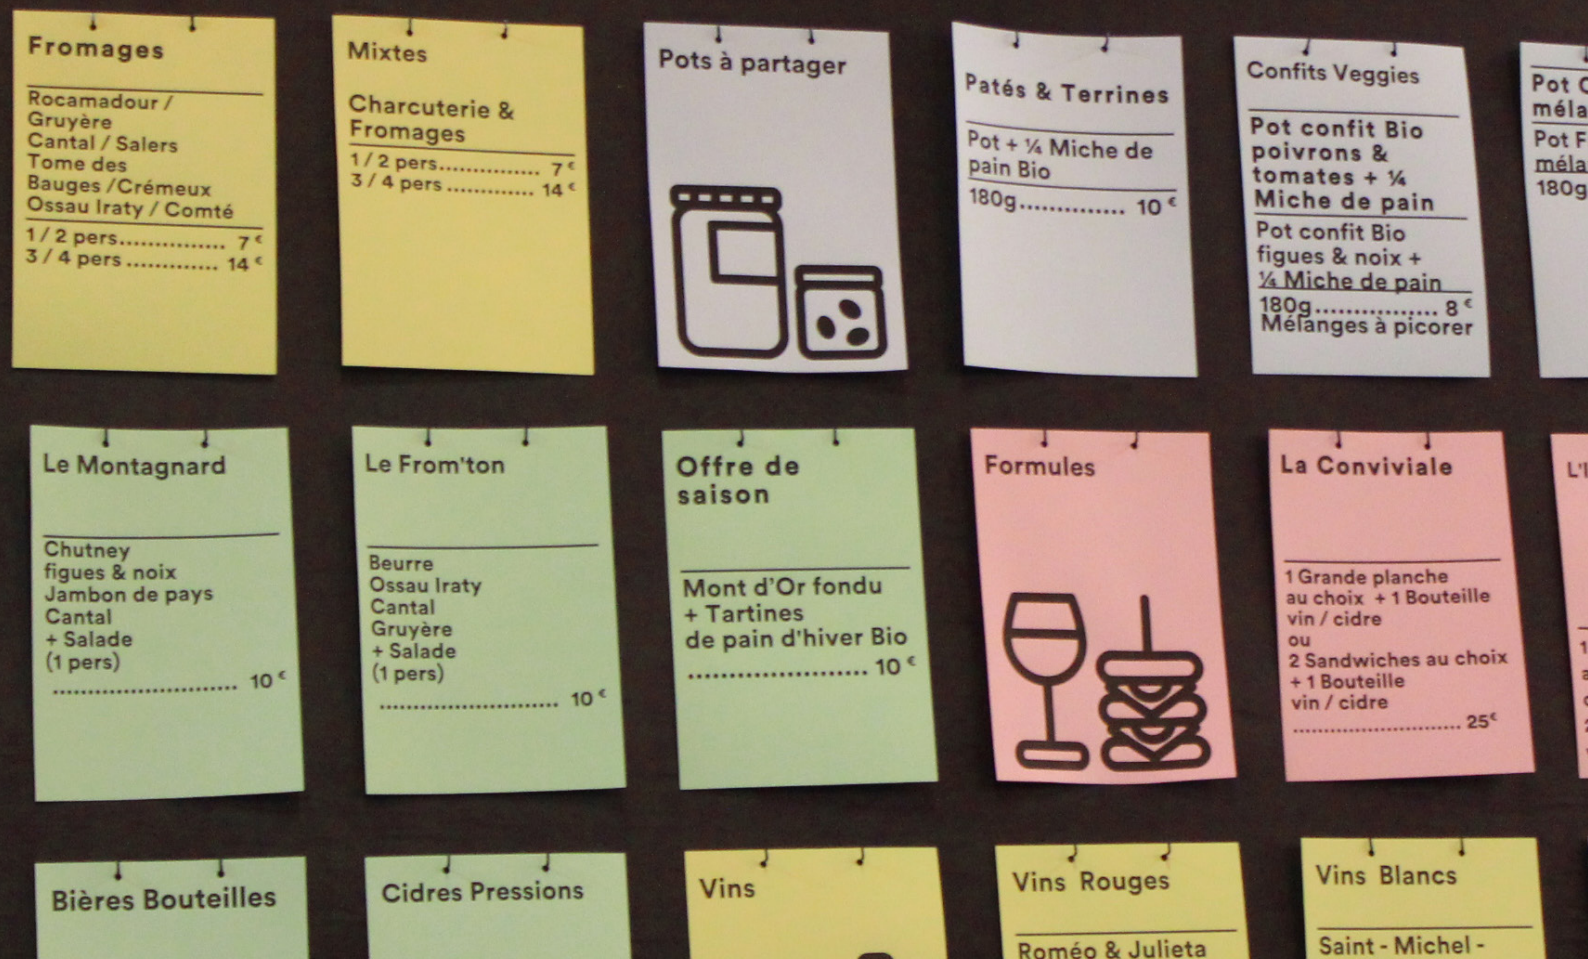 Fromages
Rocamadour /
Gruyère
Cantal / Salers
Tome des
Bauges /Crémeux
Ossau Iraty / Comté
1 / 2 pers............... 7 €
3 / 4 pers ............. 14 €
Mixtes
Charcuterie &
Fromages
1 / 2 pers.............. 7 €
3 / 4 pers ............ 14 €
Pots à partager
Patés & Terrines
Pot + ¼ Miche de
pain Bio
180g.............. 10 €
Confits Veggies
Pot confit Bio
poivrons &
tomates + ¼
Miche de pain
Pot confit Bio
figues & noix +
¼ Miche de pain
180g................ 8 €
Mélanges à picorer
Pot
méla
Pot F
méla
180g
Le Montagnard
Chutney
figues & noix
Jambon de pays
Cantal
+ Salade
(1 pers)
.......................... 10 €
Le From'ton
Beurre
Ossau Iraty
Cantal
Gruyère
+ Salade
(1 pers)
.......................... 10 €
Offre de
saison
Mont d'Or fondu
+ Tartines
de pain d'hiver Bio
........................ 10 €
Formules
La Conviviale
1 Grande planche
au choix + 1 Bouteille
vin / cidre
ou
2 Sandwiches au choix
+ 1 Bouteille
vin / cidre
.......................... 25€
Bières Bouteilles
Cidres Pressions
Vins
Vins Rouges
Roméo & Julieta
Vins Blancs
Saint - Michel -